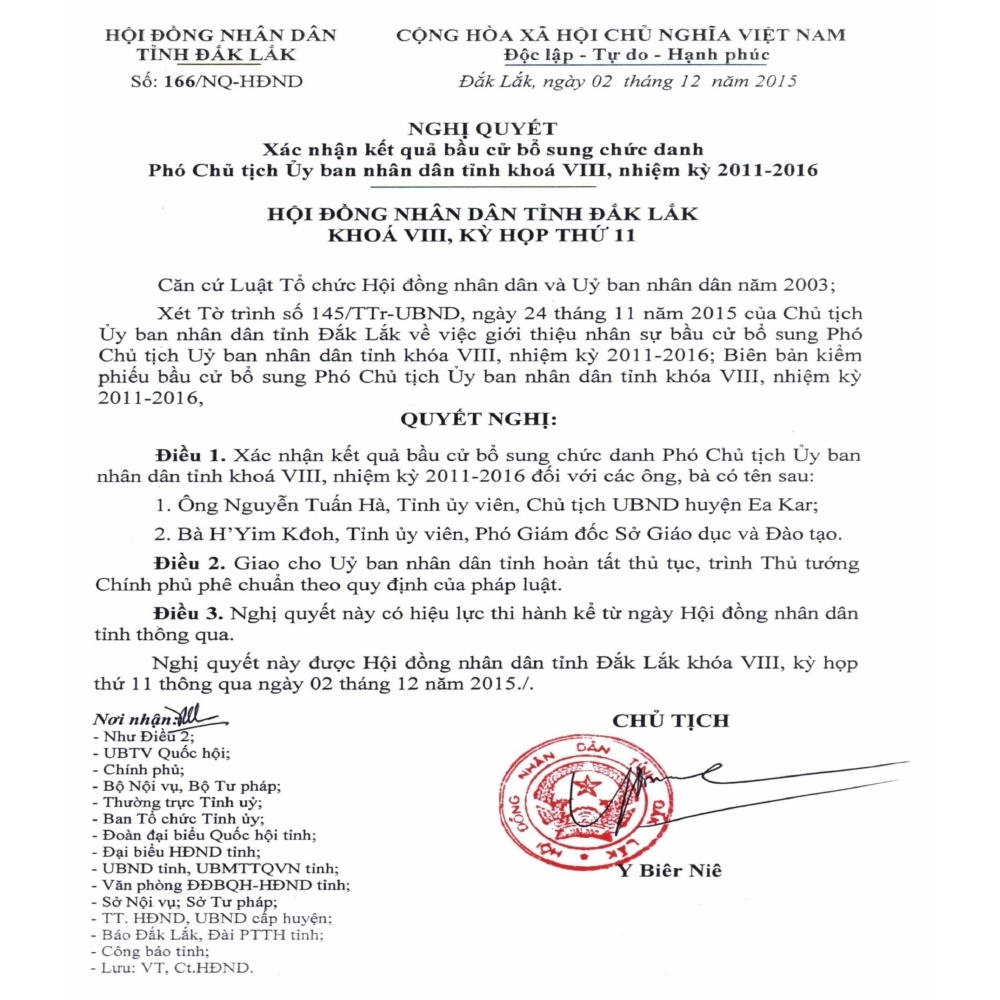 HỘI ĐỒNG NHÂN DÂN
TỈNH ĐẮK LẮK
Số: 166/NQ-HĐND
CỘNG HÒA XÃ HỘI CHỦ NGHĨA VIỆT NAM
Độc lập - Tự do - Hạnh phúc
Đắk Lắk, ngày 02 tháng 12 năm 2015
NGHỊ QUYẾT
Xác nhận kết quả bầu cử bổ sung chức danh
Phó Chủ tịch Ủy ban nhân dân tỉnh khoá VIII, nhiệm kỳ 2011-2016
HỘI ĐỒNG NHÂN DÂN TỈNH ĐẮK LẮK
KHOÁ VIII, KỲ HỌP THỨ 11
Căn cứ Luật Tổ chức Hội đồng nhân dân và Uỷ ban nhân dân năm 2003;
Xét Tờ trình số 145/TTr-UBND, ngày 24 tháng 11 năm 2015 của Chủ tịch
Ủy ban nhân dân tỉnh Đắk Lắk về việc giới thiệu nhân sự bầu cử bổ sung Phó
Chủ tịch Uỷ ban nhân dân tỉnh khóa VIII, nhiệm kỳ 2011-2016; Biên bản kiểm
phiếu bầu cử bổ sung Phó Chủ tịch Ủy ban nhân dân tỉnh khóa VIII, nhiệm kỳ
2011-2016,
QUYẾT NGHỊ:
Điều 1. Xác nhận kết quả bầu cử bổ sung chức danh Phó Chủ tịch Ủy ban
nhân dân tỉnh khoá VIII, nhiệm kỳ 2011-2016 đối với các ông, bà có tên sau:
1. Ông Nguyễn Tuấn Hà, Tỉnh ủy viên, Chủ tịch UBND huyện Ea Kar;
2. Bà H’Yim Kđoh, Tỉnh ủy viên, Phó Giám đốc Sở Giáo dục và Đào tạo.
Điều 2. Giao cho Uỷ ban nhân dân tỉnh hoàn tất thủ tục, trình Thủ tướng
Chính phủ phê chuẩn theo quy định của pháp luật.
Điều 3. Nghị quyết này có hiệu lực thi hành kể từ ngày Hội đồng nhân dân
tỉnh thông qua.
Nghị quyết này được Hội đồng nhân dân tỉnh Đắk Lắk khóa VIII, kỳ họp
thứ 11 thông qua ngày 02 tháng 12 năm 2015./.
Nơi nhận:
- Như Điều 2;
- UBTV Quốc hội;
- Chính phủ;
- Bộ Nội vụ, Bộ Tư pháp;
- Thường trực Tỉnh uỷ;
- Ban Tổ chức Tỉnh ủy;
- Đoàn đại biểu Quốc hội tỉnh;
- Đại biểu HĐND tỉnh;
- UBND tỉnh, UBMTTQVN tỉnh;
- Văn phòng ĐĐBQH-HĐND tỉnh;
- Sở Nội vụ; Sở Tư pháp;
- TT. HĐND, UBND cấp huyện;
- Báo Đắk Lắk, Đài PTTH tỉnh;
- Công báo tỉnh;
- Lưu: VT, Ct.HĐND.
CHỦ TỊCH
HỘI ĐỒNG NHÂN DÂN TỈNH ĐẮK LẮK
Y Biêr Niê